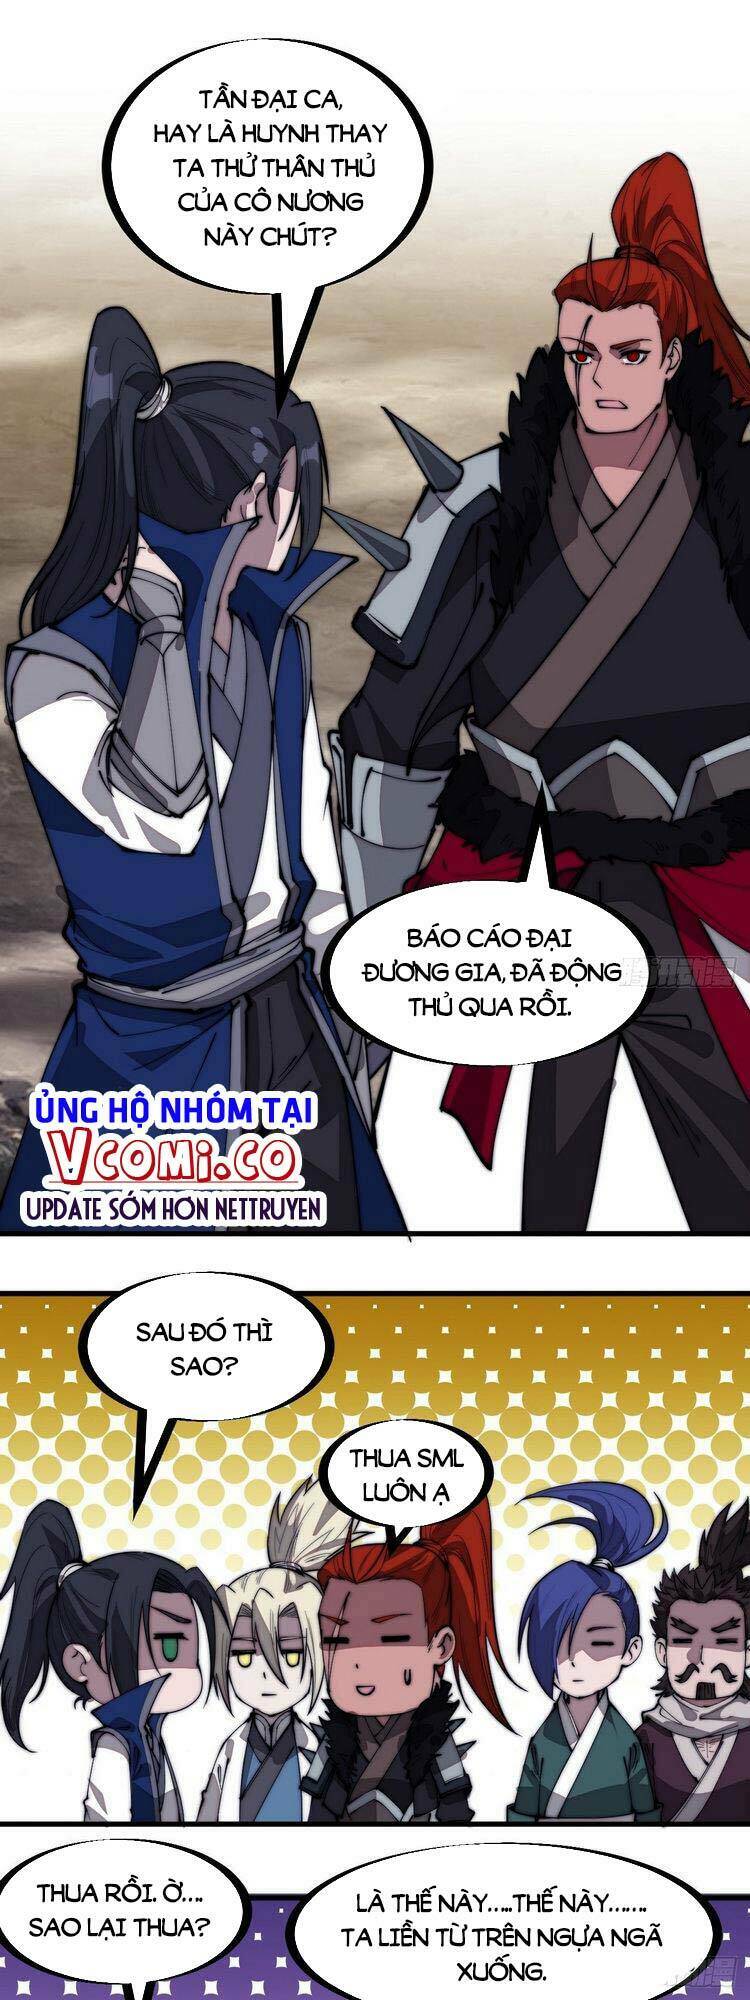 TẦN ĐẠI CA,
HAY LÀ HUYNH THAY
TA THỬ THÂN THỦ
CỦA CÔ NƯƠNG
NÀY CHÚT?
BÁO CÁO ĐẠI
ĐƯƠNG GIA, ĐÃ ĐỘNG
THỦ QUA RỒI.
ỦNG HỘ NHÓM TẠI
VCOMI.CO
UPDATE SỚM HƠN NETTRUYEN
SAU ĐÓ THÌ
SAO?
THUA SML
LUÔN Ạ
THUA RỒI. Ờ....
SAO LẠI THUA?
LÀ THẾ NÀY.....THẾ NÀY.......
TA LIỀN TỪ TRÊN NGỰA NGÃ
XUỐNG.